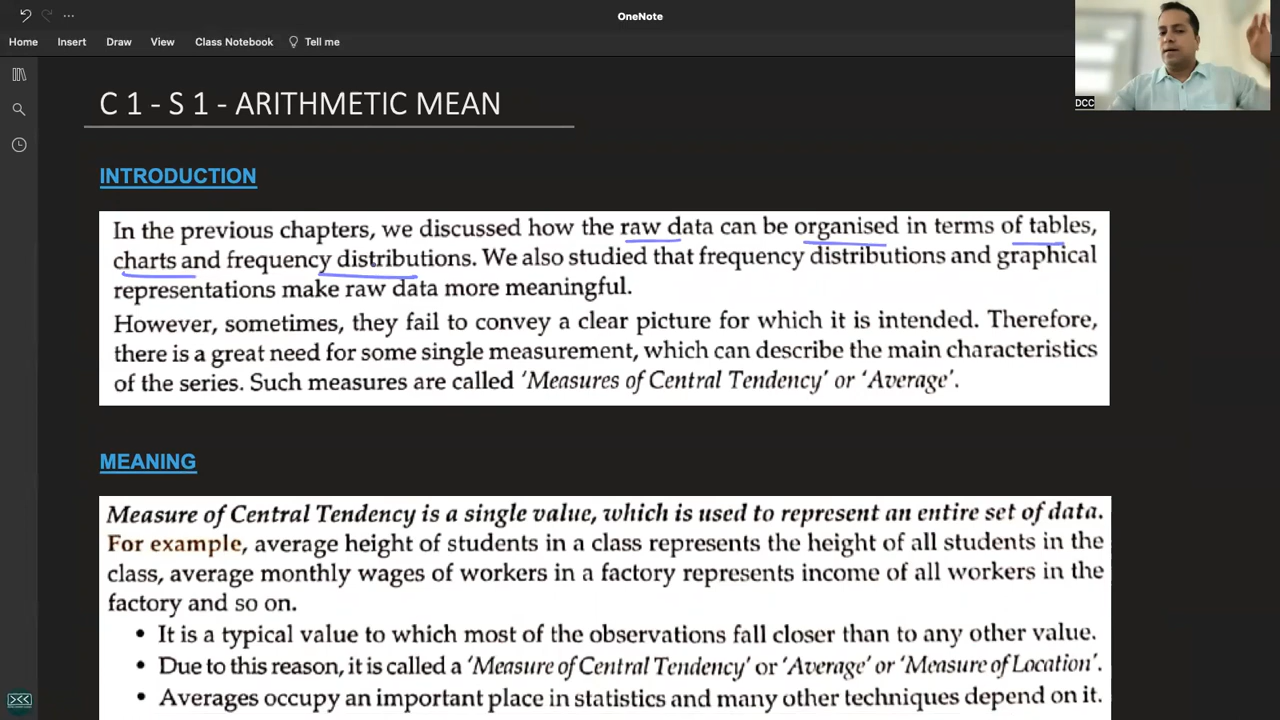 OneNote
Home Insert Draw View Class Notebook Tell me
DCC
C 1 - S 1 - ARITHMETIC MEAN
INTRODUCTION
In the previous chapters, we discussed how the raw data can be organised in terms of tables,
charts and frequency distributions. We also studied that frequency distributions and graphical
representations make raw data more meaningful.
However, sometimes, they fail to convey a clear picture for which it is intended. Therefore,
there is a great need for some single measurement, which can describe the main characteristics
of the series. Such measures are called 'Measures of Central Tendency' or 'Average'.
MEANING
Measure of Central Tendency is a single value, which is used to represent an entire set of data.
For example, average height of students in a class represents the height of all students in the
class, average monthly wages of workers in a factory represents income of all workers in the
factory and so on.
• It is a typical value to which most of the observations fall closer than to any other value.
• Due to this reason, it is called a 'Measure of Central Tendency' or 'Average' or 'Measure of Location'.
• Averages occupy an important place in statistics and many other techniques depend on it.